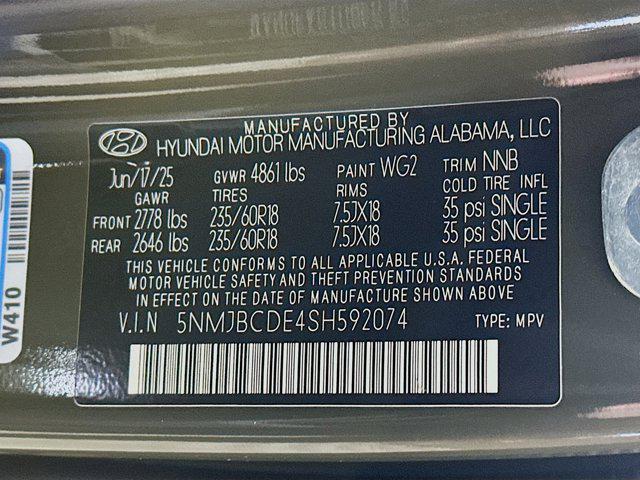 MANUFACTURED BY
HYUNDAI MOTOR MANUFACTURING ALABAMA, LLC
Jun/17/25 GVWR 4861 lbs PAINT WG2 TRIM NNB
GAWR TIRES RIMS COLD TIRE INFL
FRONT 2778 lbs 235/60R18 7.5JX18 35 psi SINGLE
REAR 2646 lbs 235/60R18 7.5JX18 35 psi SINGLE
THIS VEHICLE CONFORMS TO ALL APPLICABLE U.S.A. FEDERAL
MOTOR VEHICLE SAFETY AND THEFT PREVENTION STANDARDS
IN EFFECT ON THE DATE OF MANUFACTURE SHOWN ABOVE
V.I.N 5NMJBCDE4SH592074 TYPE: MPV
W410